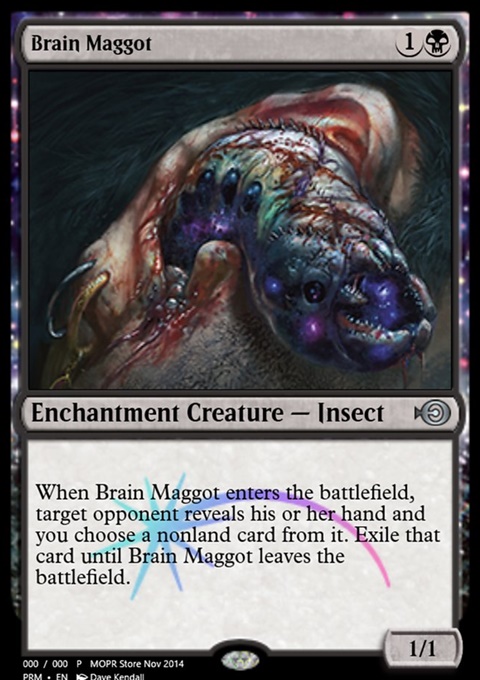 Brain Maggot 1
Enchantment Creature — Insect
When Brain Maggot enters the battlefield,
target opponent reveals his or her hand and
you choose a nonland card from it. Exile that
card until Brain Maggot leaves the
battlefield.
1/1
000 / 000 P MOPR Store Nov 2014
PRM • EN Dave Kendall